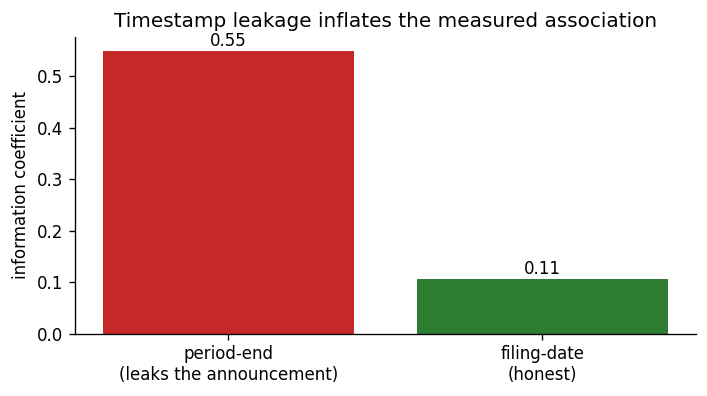 Timestamp leakage inflates the measured association
0.55
0.11
information coefficient
0.5
0.4
0.3
0.2
0.1
0.0
period-end
(leaks the announcement)
filing-date
(honest)